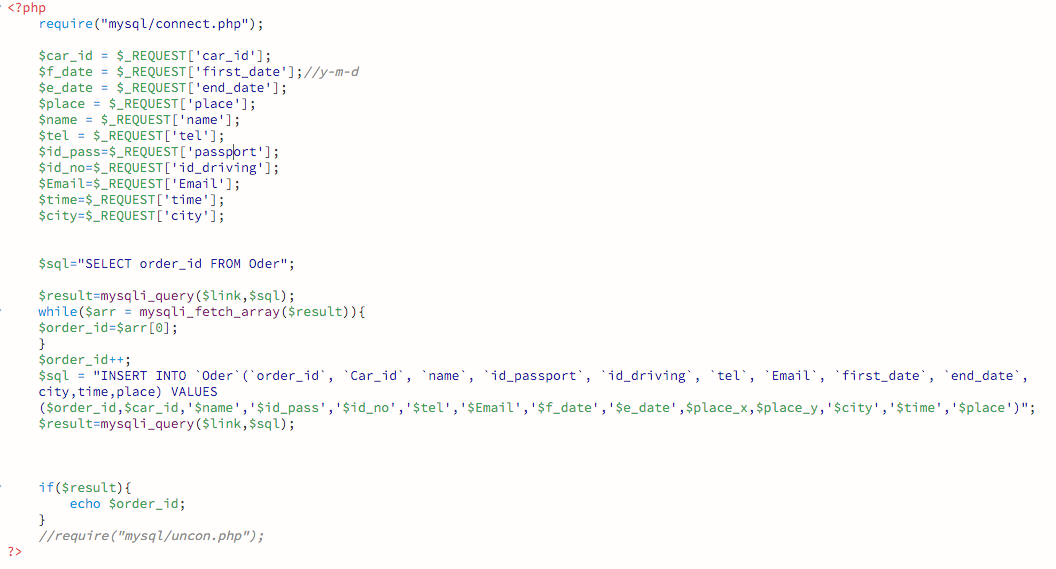 <?php
require("mysql/connect.php");
$car_id = $_REQUEST['car_id'];
$f_date = $_REQUEST['first_date'];//y-m-d
$e_date = $_REQUEST['end_date'];
$place = $_REQUEST['place'];
$name = $_REQUEST['name'];
$tel = $_REQUEST['tel'];
$id_pass=$_REQUEST['passport'];
$id_no=$_REQUEST['id_driving'];
$Email=$_REQUEST['Email'];
$time=$_REQUEST['time'];
$city=$_REQUEST['city'];
$sql="SELECT order_id FROM Oder";
$result=mysqli_query($link,$sql);
while($arr = mysqli_fetch_array($result)){
$order_id=$arr[0];
}
$order_id++;
$sql = "INSERT INTO `Oder`(`order_id`, `Car_id`, `name`, `id_passport`, `id_driving`, `tel`, `Email`, `first_date`, `end_date`,
city,time,place) VALUES
($order_id,$car_id,'$name','$id_pass','$id_no','$tel','$Email','$f_date','$e_date',$place_x,$place_y,'$city','$time','$place')";
$result=mysqli_query($link,$sql);
if($result){
echo $order_id;
}
//require("mysql/uncon.php");
?>